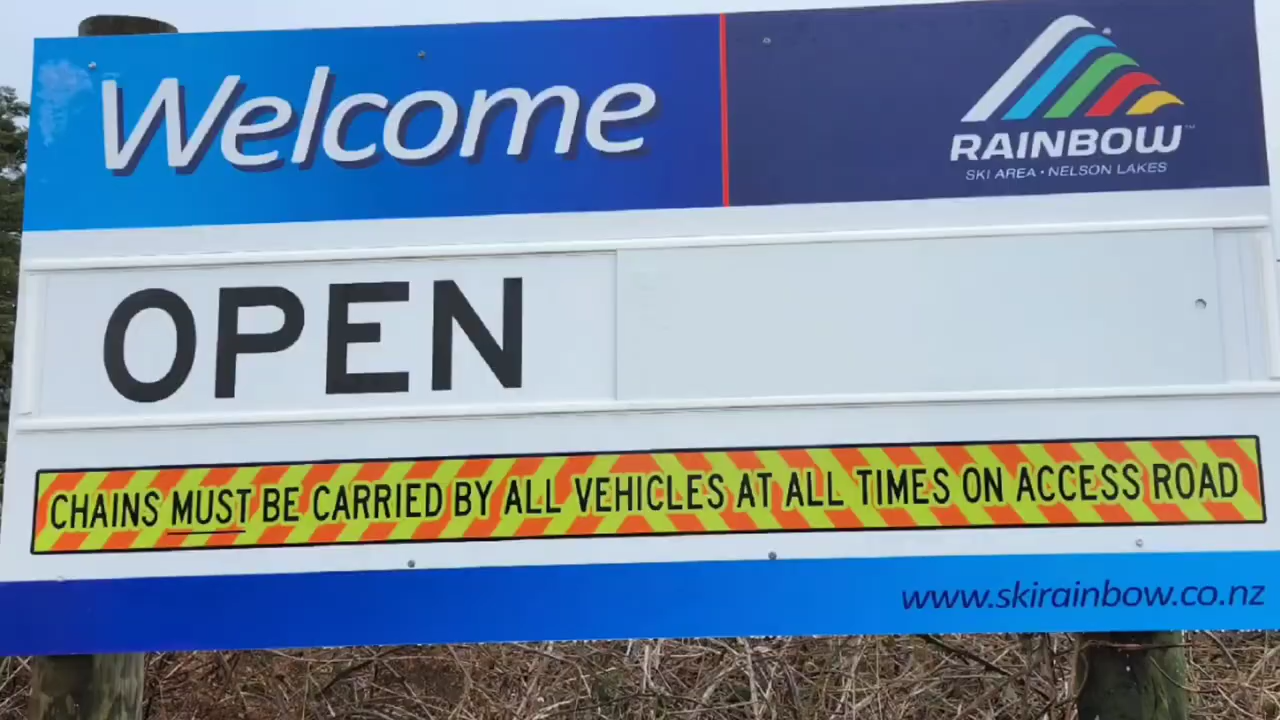 Welcome
RAINBOW™
SKI AREA • NELSON LAKES
OPEN
CHAINS MUST BE CARRIED BY ALL VEHICLES AT ALL TIMES ON ACCESS ROAD
www.skirainbow.co.nz